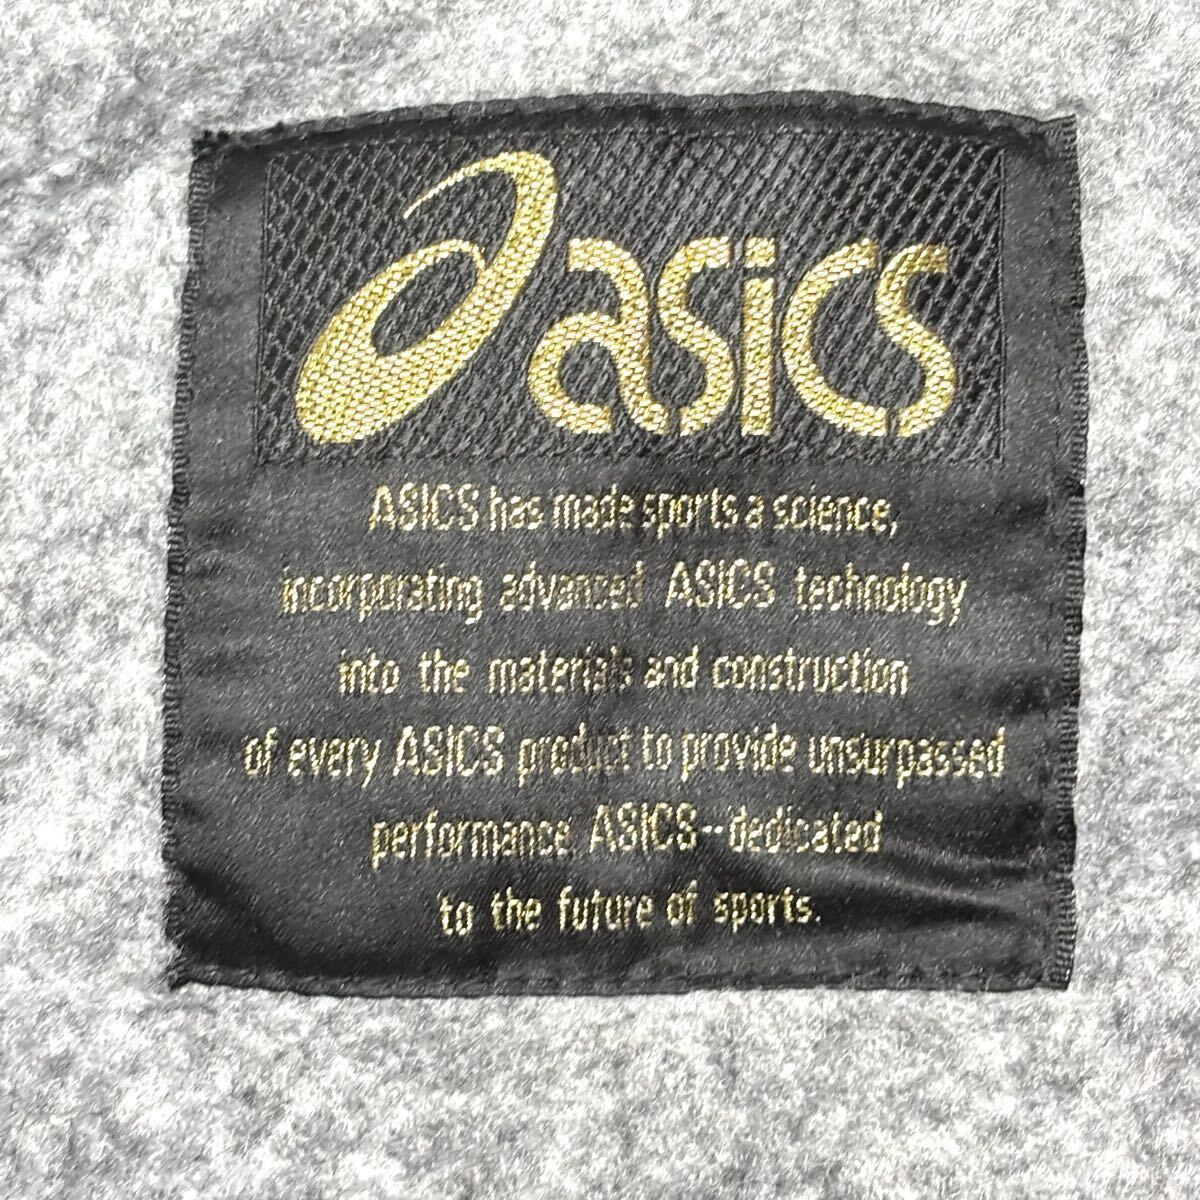 asics
ASICS has made sports a science,
incorporating advanced ASICS technology
into the materials and construction
of every ASICS product to provide unsurpassed
performance. ASICS--dedicated
to the future of sports.